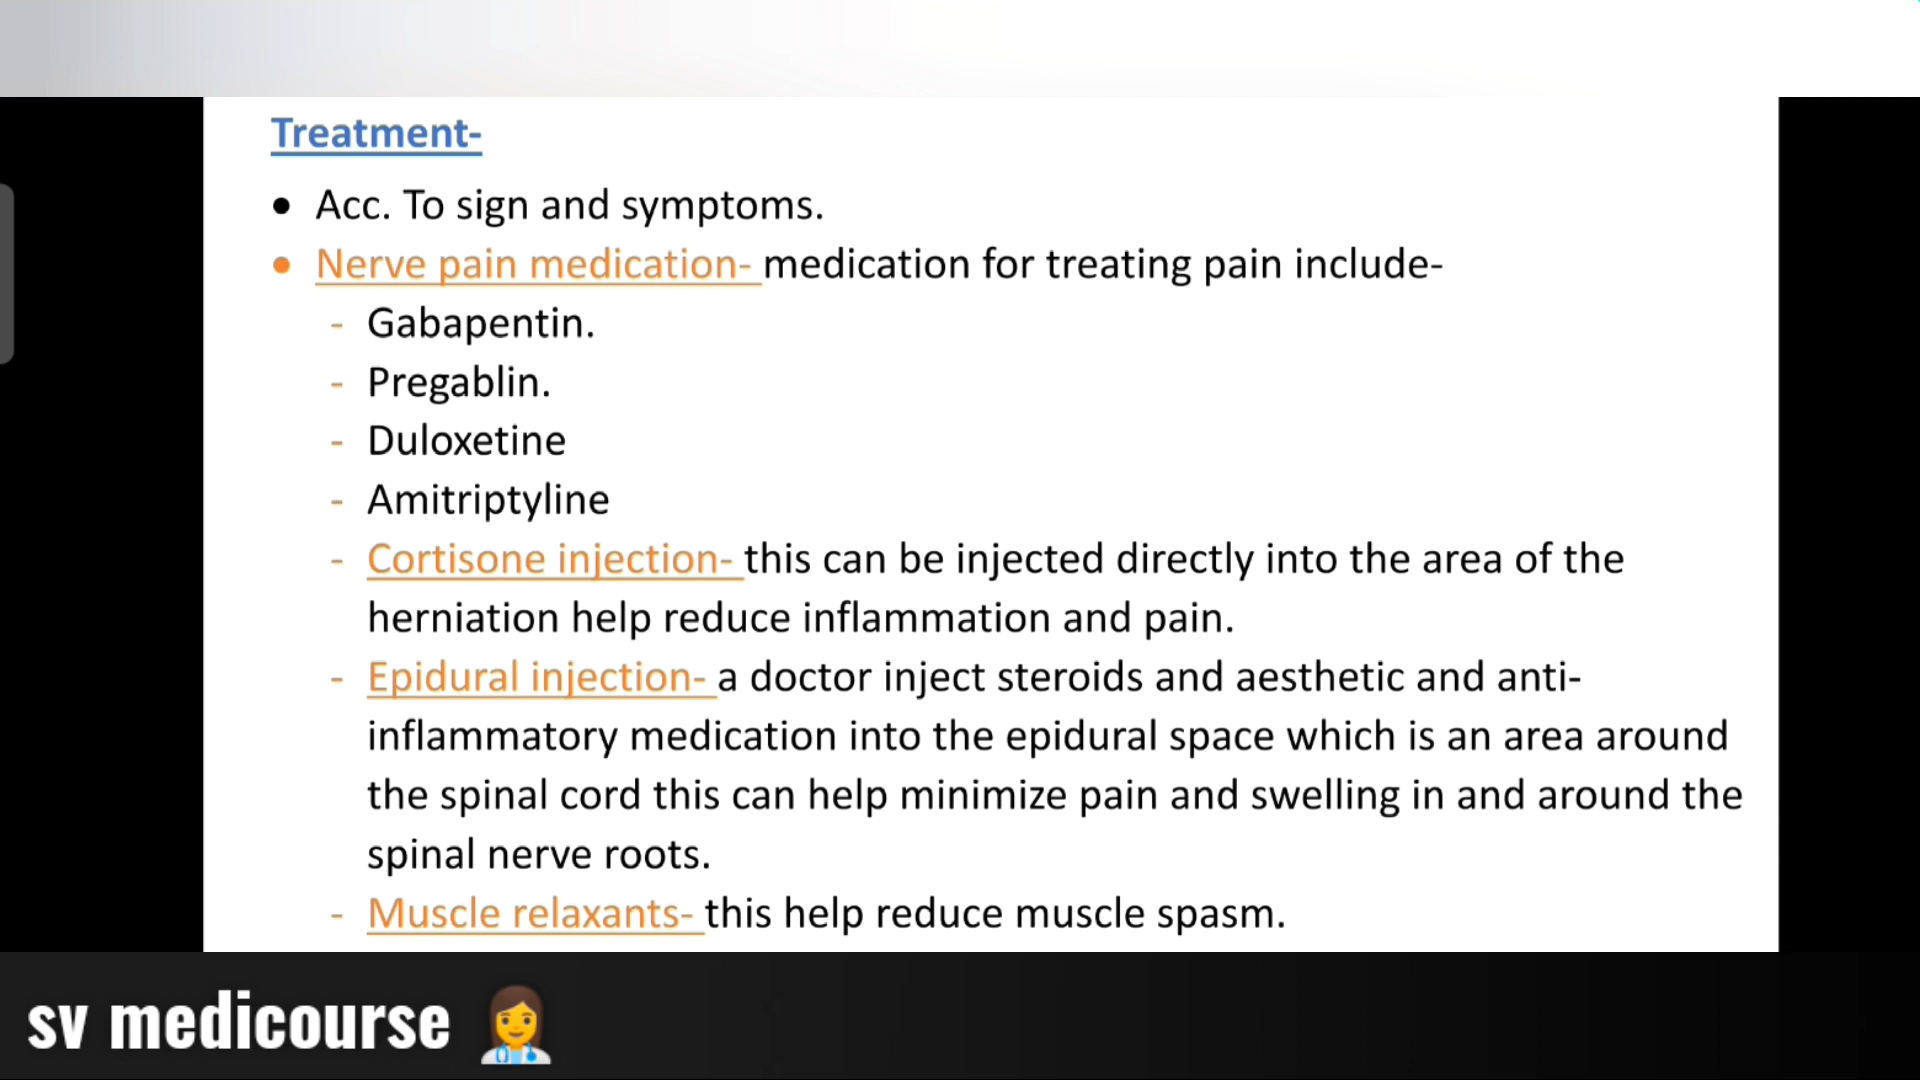 Treatment-
• Acc. To sign and symptoms.
• Nerve pain medication- medication for treating pain include-
- Gabapentin.
- Pregablin.
- Duloxetine
- Amitriptyline
- Cortisone injection- this can be injected directly into the area of the
herniation help reduce inflammation and pain.
- Epidural injection- a doctor inject steroids and aesthetic and anti-
inflammatory medication into the epidural space which is an area around
the spinal cord this can help minimize pain and swelling in and around the
spinal nerve roots.
- Muscle relaxants- this help reduce muscle spasm.
sv medicourse